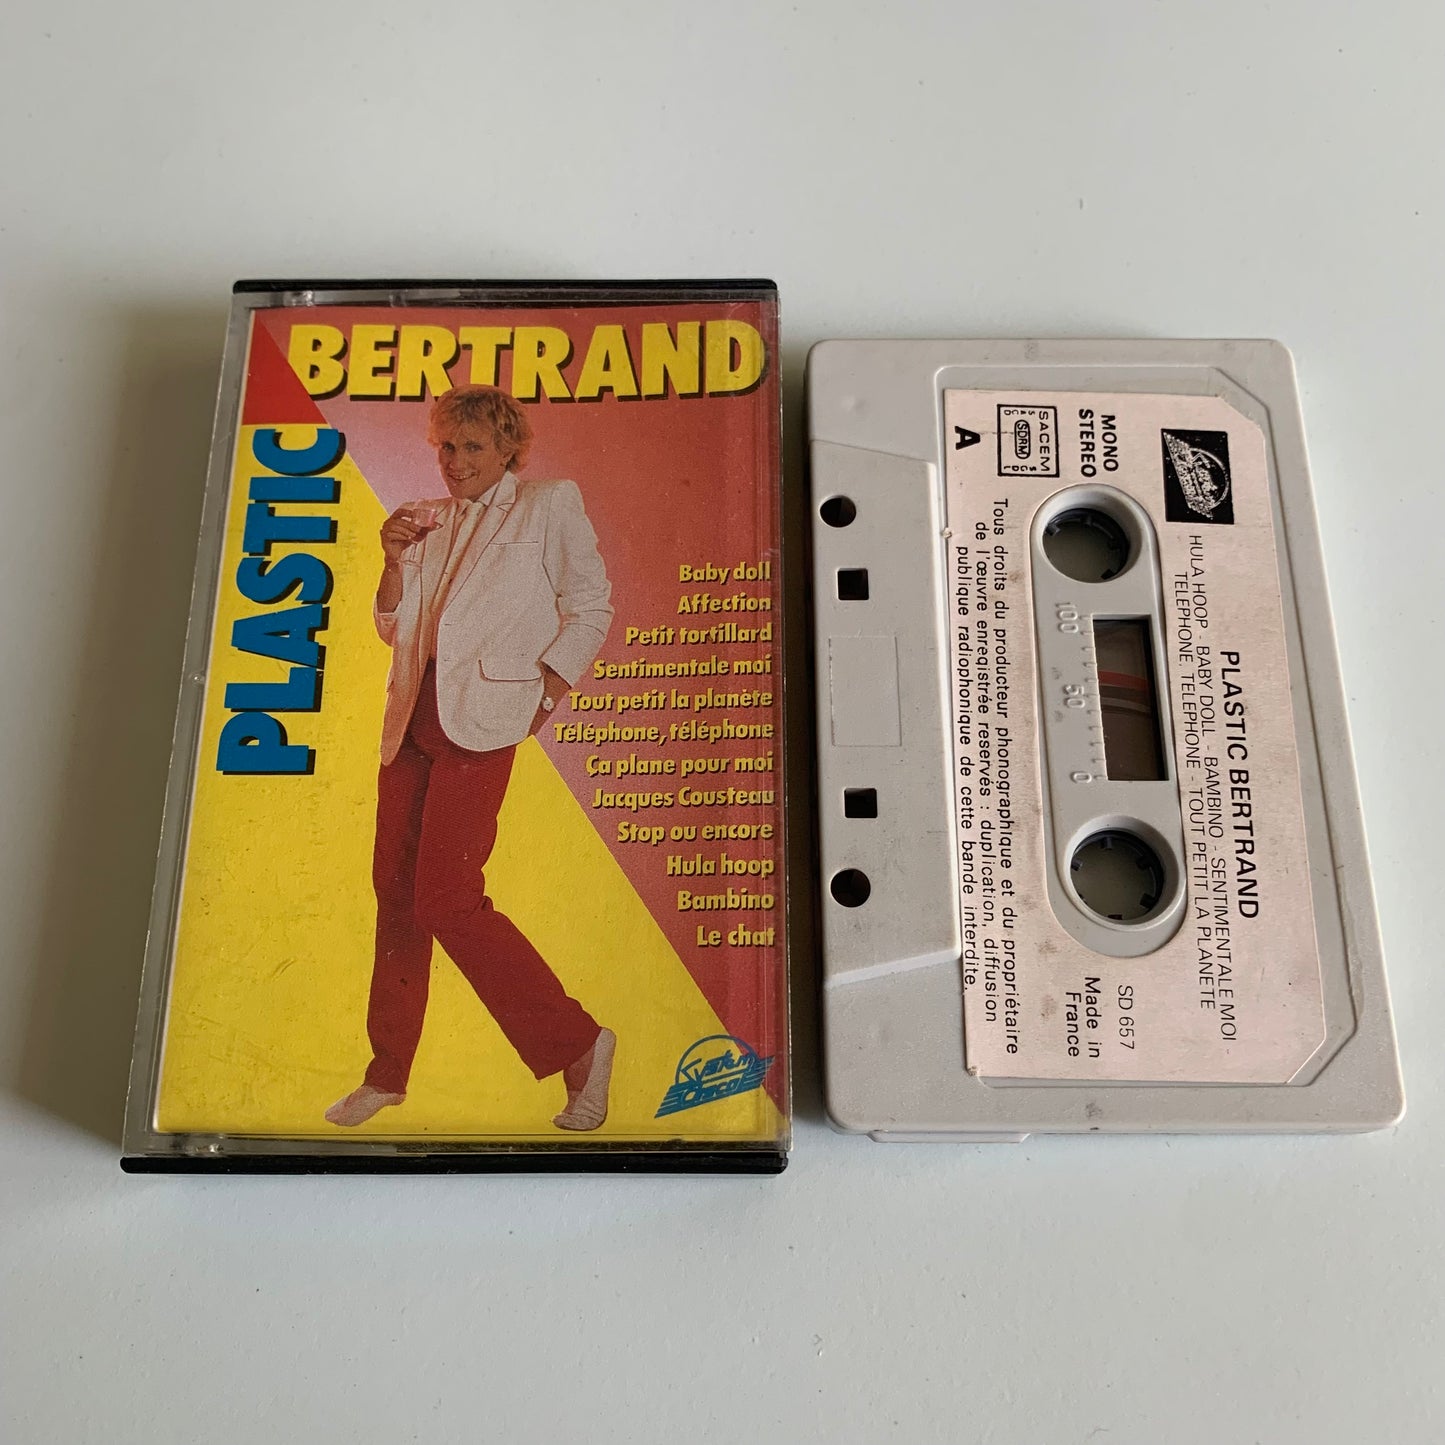 BERTRAND
PLASTIC
Baby doll
Affection
Petit tortillard
Sentimentale moi
Tout petit la planète
Téléphone, téléphone
Ça plane pour moi
Jacques Cousteau
Stop ou encore
Hula hoop
Bambino
Le chat
System
Disco
PLASTIC BERTRAND
HULA HOOP - BABY DOLL - BAMBINO - SENTIMENTALE MOI -
TELEPHONE, TELEPHONE - TOUT PETIT LA PLANETE
MONO
STEREO
SACEM
SDRM
A
100
50
0
SD 657
Made in
France
Tous droits du producteur phonographique et du propriétaire
de l'œuvre enregistrée reservés : duplication, diffusion
publique radiophonique de cette bande interdite.